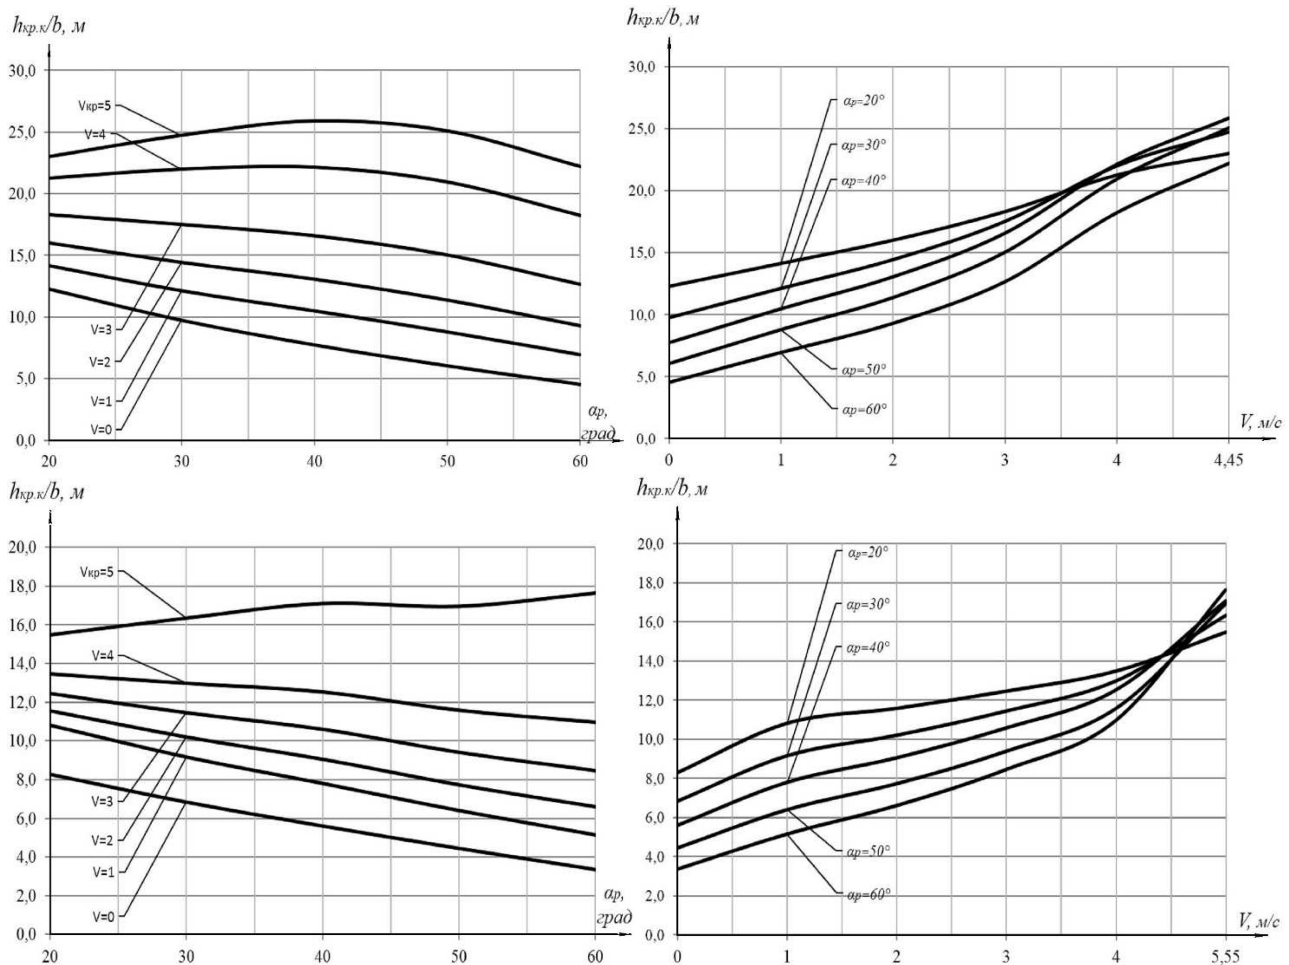 hкр.к/b, м
30,0
25,0
20,0
15,0
10,0
5,0
0,0
Vкр=5
V=4
V=3
V=2
V=1
V=0
αр,
град
20
30
40
50
60
hкр.к/b, м
30,0
25,0
20,0
15,0
10,0
5,0
0,0
αр=20°
αр=30°
αр=40°
αр=50°
αр=60°
V, м/с
0
1
2
3
4
4,45
hкр.к/b, м
20,0
18,0
16,0
14,0
12,0
10,0
8,0
6,0
4,0
2,0
0,0
Vкр=5
V=4
V=3
V=2
V=1
V=0
αр,
град
20
30
40
50
60
hкр.к/b, м
20,0
18,0
16,0
14,0
12,0
10,0
8,0
6,0
4,0
2,0
0,0
αр=20°
αр=30°
αр=40°
αр=50°
αр=60°
V, м/с
0
1
2
3
4
5,55